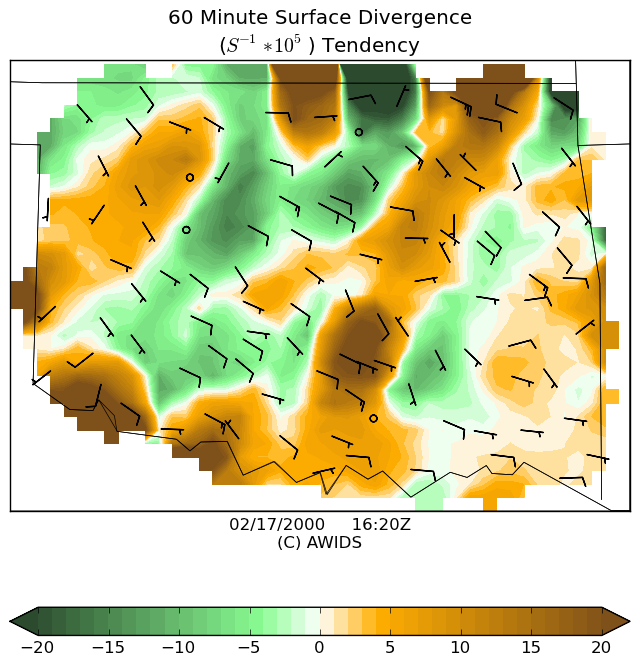 60 Minute Surface Divergence
(S⁻¹ * 10⁵ ) Tendency
02/17/2000 16:20Z
(C) AWIDS
−20 −15 −10 −5 0 5 10 15 20